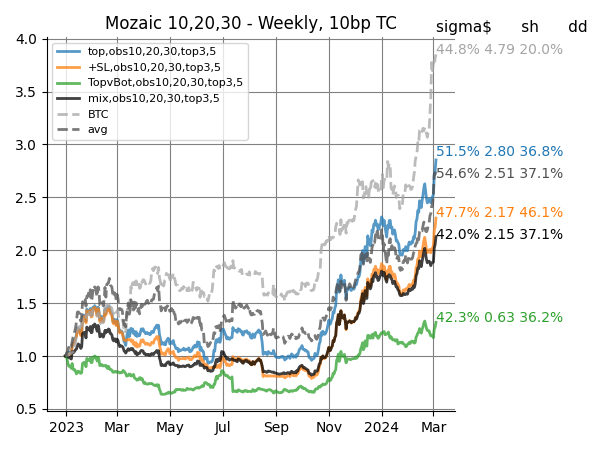 Mozaic 10,20,30 - Weekly, 10bp TC
sigma$ sh dd
4.0
44.8% 4.79 20.0%
top,obs10,20,30,top3,5
+SL,obs10,20,30,top3,5
TopvBot,obs10,20,30,top3,5
mix,obs10,20,30,top3,5
BTC
avg
3.5
3.0
51.5% 2.80 36.8%
54.6% 2.51 37.1%
2.5
47.7% 2.17 46.1%
42.0% 2.15 37.1%
2.0
1.5
42.3% 0.63 36.2%
1.0
0.5
2023 Mar May Jul Sep Nov 2024 Mar